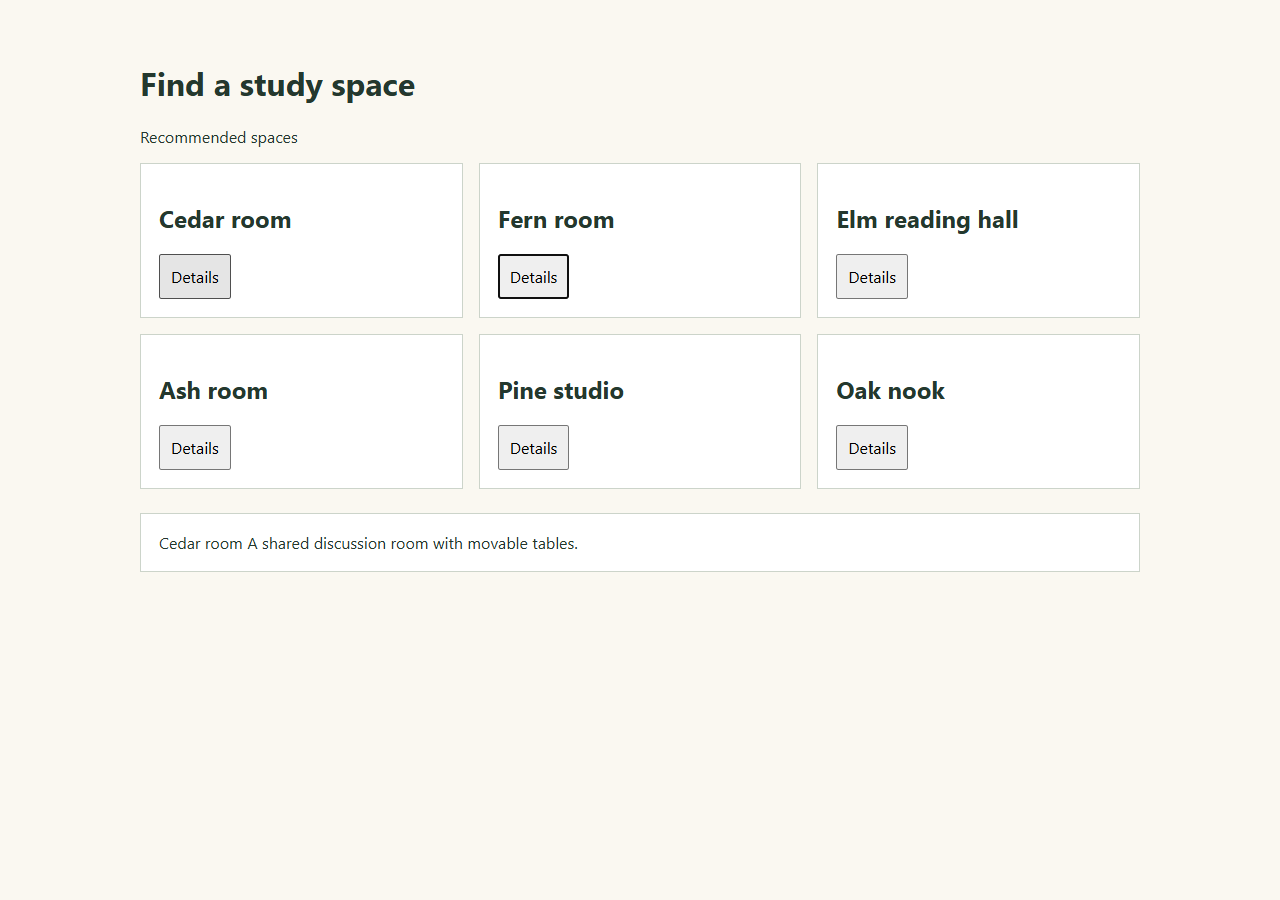 Find a study space
Recommended spaces
Cedar room
Details
Fern room
Details
Elm reading hall
Details
Ash room
Details
Pine studio
Details
Oak nook
Details
Cedar room A shared discussion room with movable tables.